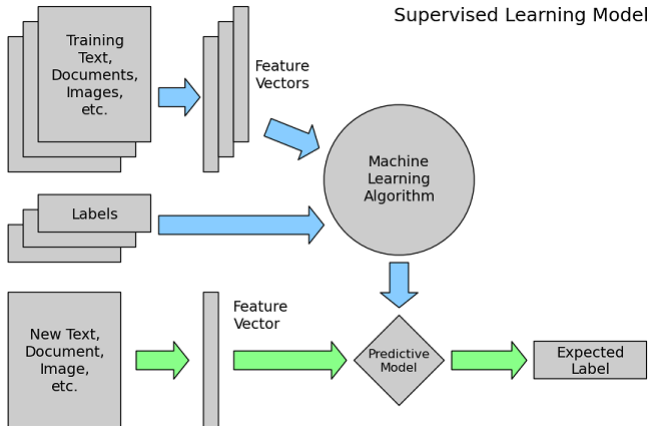 Supervised Learning Model
Training
Text,
Documents,
Images,
etc.
Feature
Vectors
Machine
Learning
Algorithm
Labels
New Text,
Document,
Image,
etc.
Feature
Vector
Predictive
Model
Expected
Label